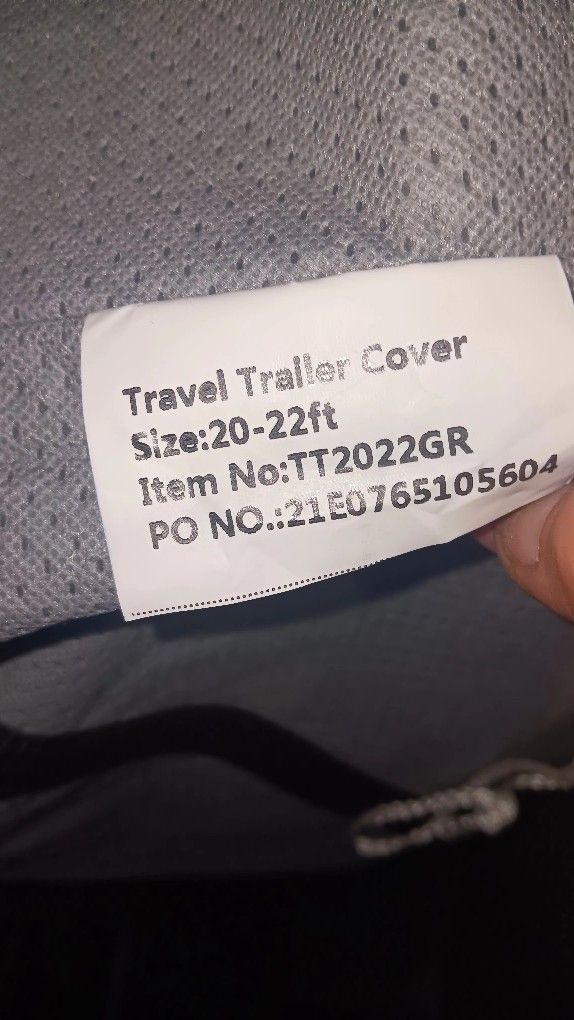 Travel Trailer Cover
Size:20-22ft
Item No:TT2022GR
PO NO.:21E0765105604